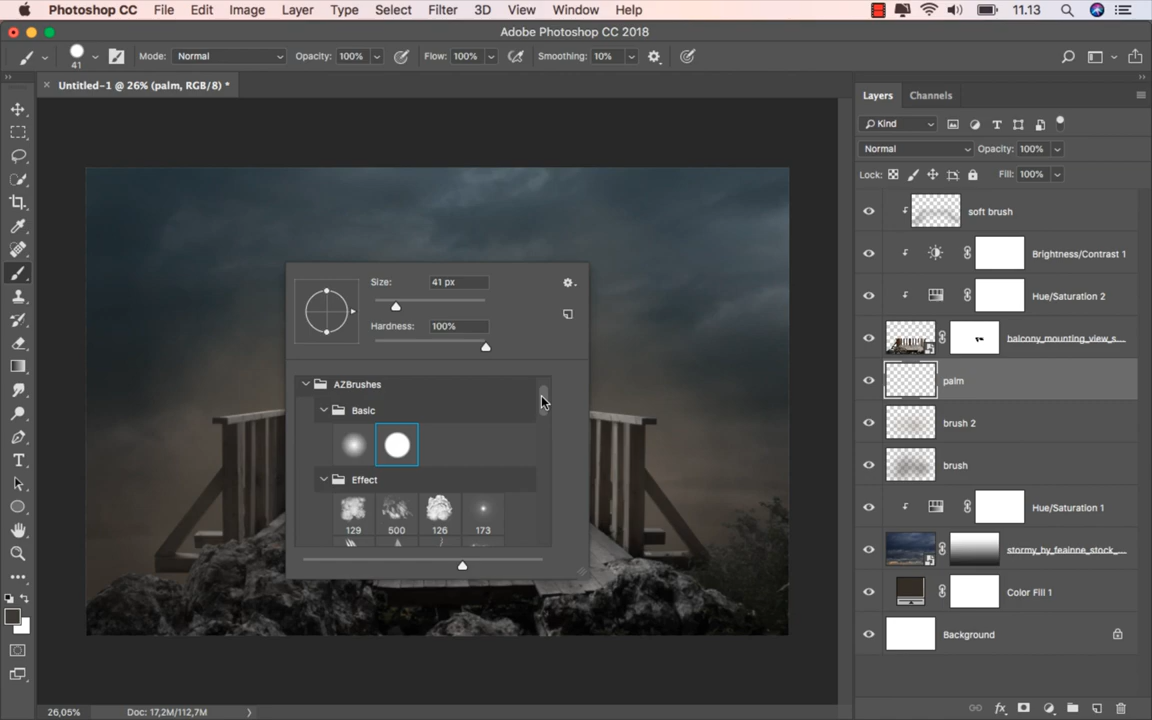 Photoshop CC File Edit Image Layer Type Select Filter 3D View Window Help 11.13
Adobe Photoshop CC 2018
41 Mode: Normal Opacity: 100% Flow: 100% Smoothing: 10%
Untitled-1 @ 26% (palm, RGB/8) *
Layers Channels
Kind
Normal Opacity: 100%
Lock: Fill: 100%
soft brush
Brightness/Contrast 1
Hue/Saturation 2
balcony_mounting_view_s...
palm
brush 2
brush
Hue/Saturation 1
stormy_by_feainne_stock_...
Color Fill 1
Background
Size: 41 px
Hardness: 100%
AZBrushes
Basic
Effect
129 500 126 173
26,05% Doc: 17,2M/112,7M